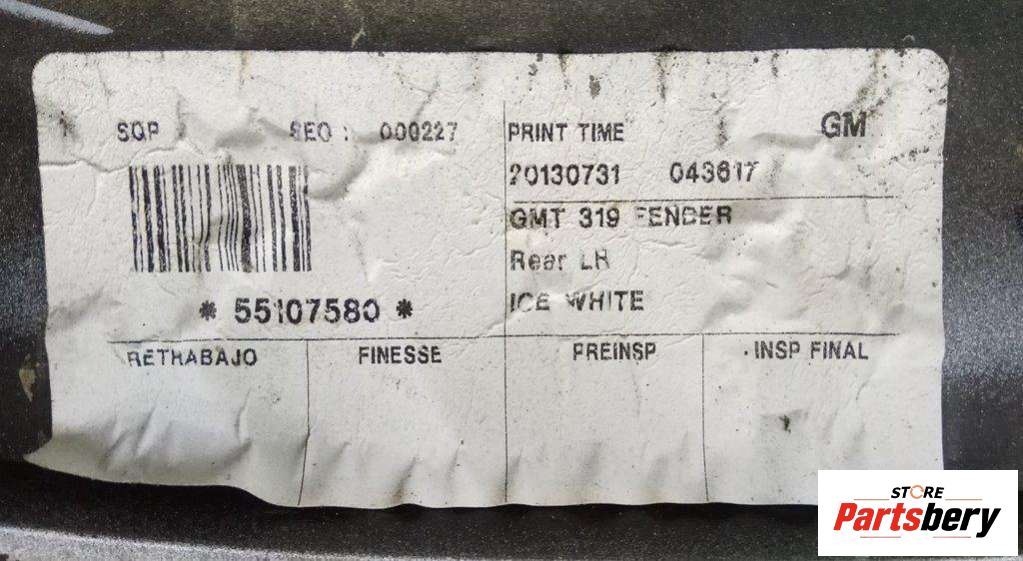 SQP SEQ : 000227
* 55107580 *
PRINT TIME GM
20130731 043617
GMT 319 FENDER
Rear LH
ICE WHITE
RETRABAJO FINESSE PREINSP INSP FINAL
STORE
Partsbery